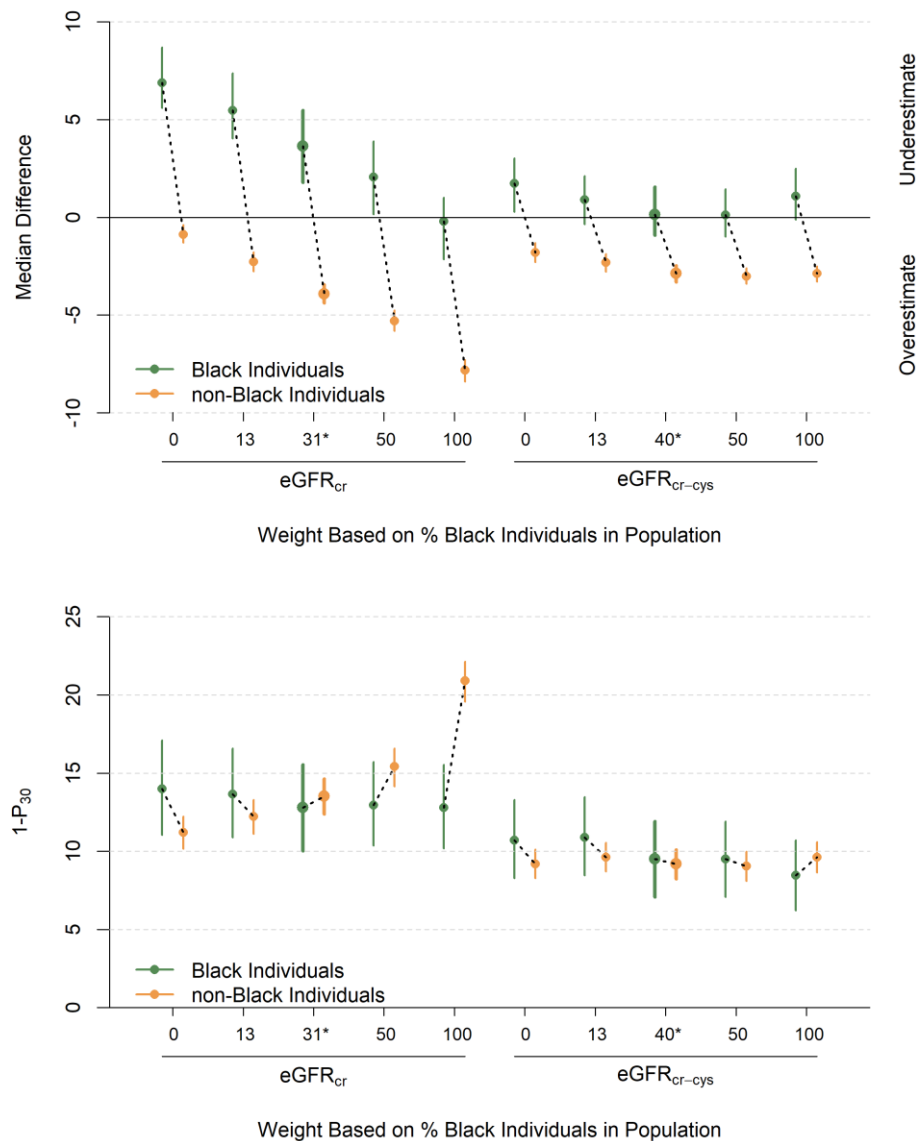 10
5
0
-5
-10
Median Difference
Underestimate
Overestimate
Black Individuals
non-Black Individuals
0 13 31* 50 100 0 13 40* 50 100
eGFRcr eGFRcr−cys
Weight Based on % Black Individuals in Population
25
20
15
10
5
0
1-P30
Black Individuals
non-Black Individuals
0 13 31* 50 100 0 13 40* 50 100
eGFRcr eGFRcr−cys
Weight Based on % Black Individuals in Population